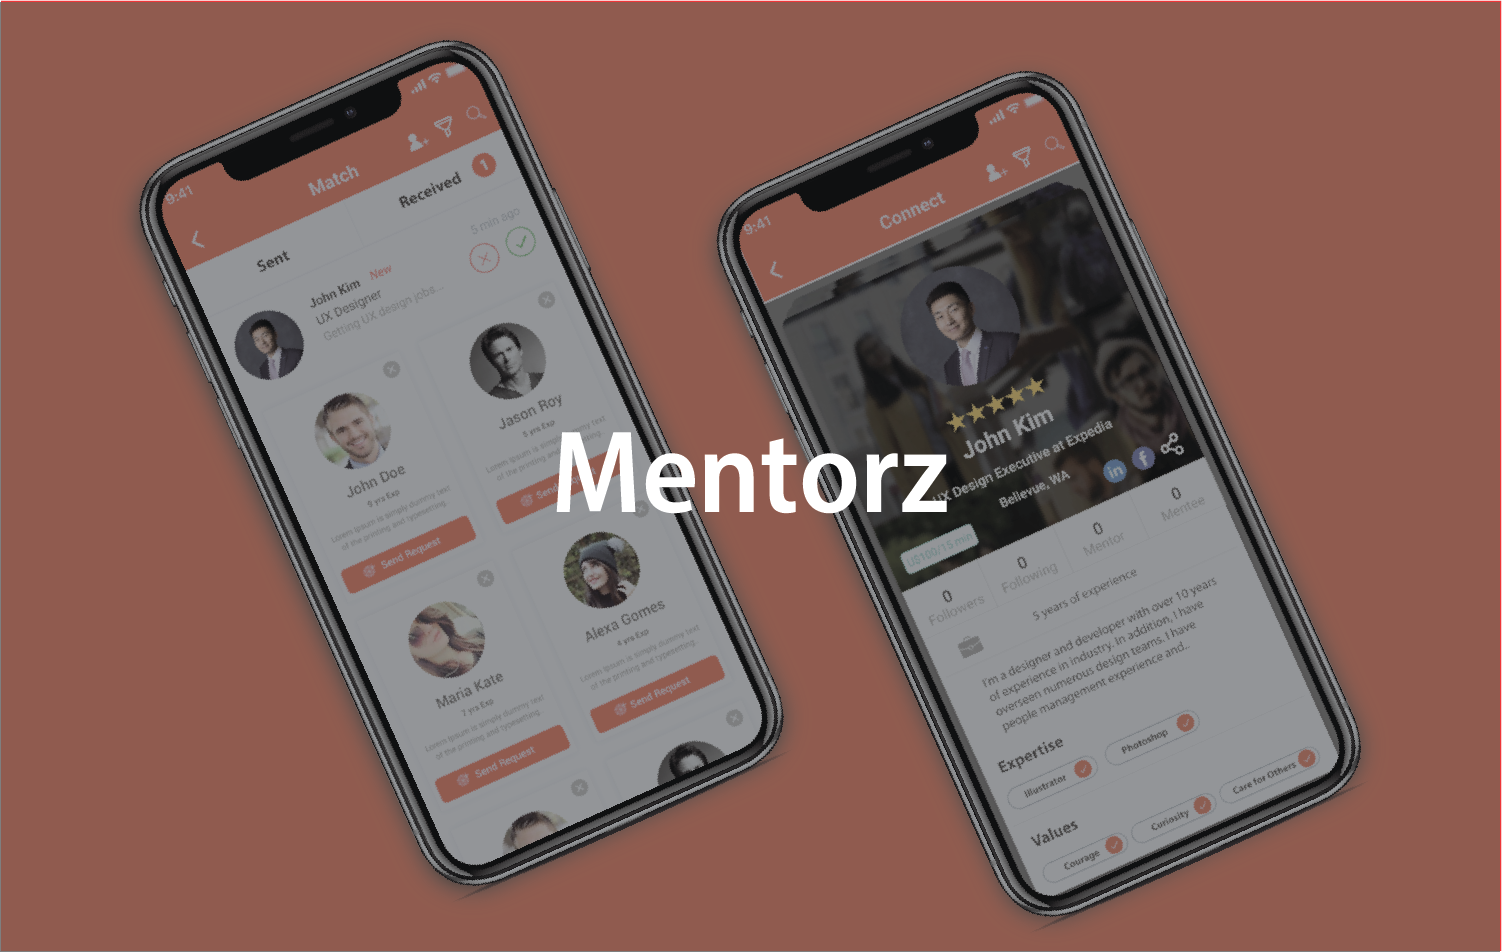 Mentorz
9:41
Match
Sent
Received 1
5 min ago
John Kim New
UX Designer
Getting UX design jobs...
John Doe
9 yrs Exp
Lorem Ipsum is simply dummy text
of the printing and typesetting.
Send Request
Jason Roy
5 yrs Exp
Lorem Ipsum is simply dummy text
of the printing and typesetting.
Send
Maria Kate
7 yrs Exp
Lorem Ipsum is simply dummy text
of the printing and typesetting.
Send Request
Alexa Gomes
4 yrs Exp
Lorem Ipsum is simply dummy text
of the printing and typesetting.
Send Request
9:41
Connect
John Kim
UX Design Executive at Expedia
Bellevue, WA
in f
U$100/15 min
0
Followers
0
Following
0
Mentor
0
Mentee
5 years of experience
I'm a designer and developer with over 10 years
of experience in industry. In addition, I have
overseen numerous design teams. I have
people management experience and..
Expertise
Illustrator
Photoshop
Values
Courage
Curiosity
Care for Others